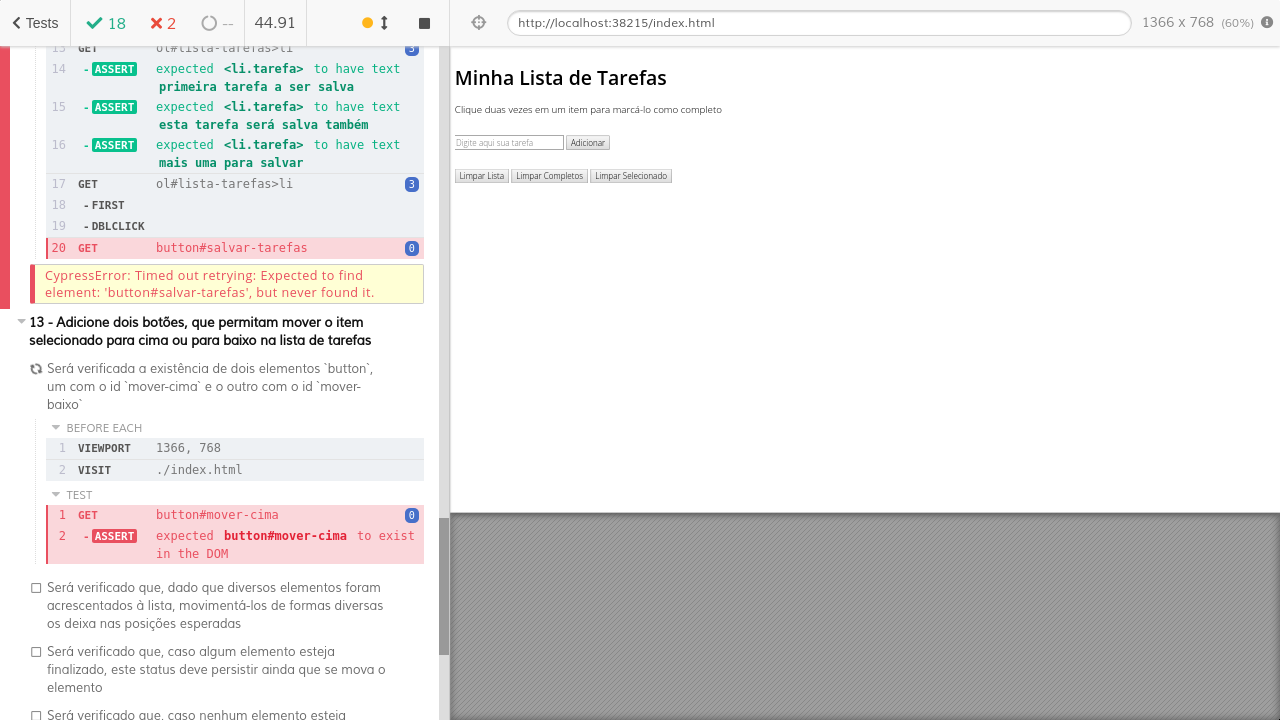 Tests 18 2 -- 44.91 http://localhost:38215/index.html 1366 x 768 (60%)
13 GET ol#lista-tarefas>li 3
14 - ASSERT expected <li.tarefa> to have text
primeira tarefa a ser salva
15 - ASSERT expected <li.tarefa> to have text
esta tarefa será salva também
16 - ASSERT expected <li.tarefa> to have text
mais uma para salvar
17 GET ol#lista-tarefas>li 3
18 - FIRST
19 - DBLCLICK
20 GET button#salvar-tarefas 0
CypressError: Timed out retrying: Expected to find
element: 'button#salvar-tarefas', but never found it.
13 - Adicione dois botões, que permitam mover o item
selecionado para cima ou para baixo na lista de tarefas
Será verificada a existência de dois elementos `button`,
um com o id `mover-cima` e o outro com o id `mover-
baixo`
BEFORE EACH
1 VIEWPORT 1366, 768
2 VISIT ./index.html
TEST
1 GET button#mover-cima 0
2 - ASSERT expected button#mover-cima to exist
in the DOM
Será verificado que, dado que diversos elementos foram
acrescentados à lista, movimentá-los de formas diversas
os deixa nas posições esperadas
Será verificado que, caso algum elemento esteja
finalizado, este status deve persistir ainda que se mova o
elemento
Será verificado que, caso nenhum elemento esteja
Minha Lista de Tarefas
Clique duas vezes em um item para marcá-lo como completo
Digite aqui sua tarefa Adicionar
Limpar Lista Limpar Completos Limpar Selecionado